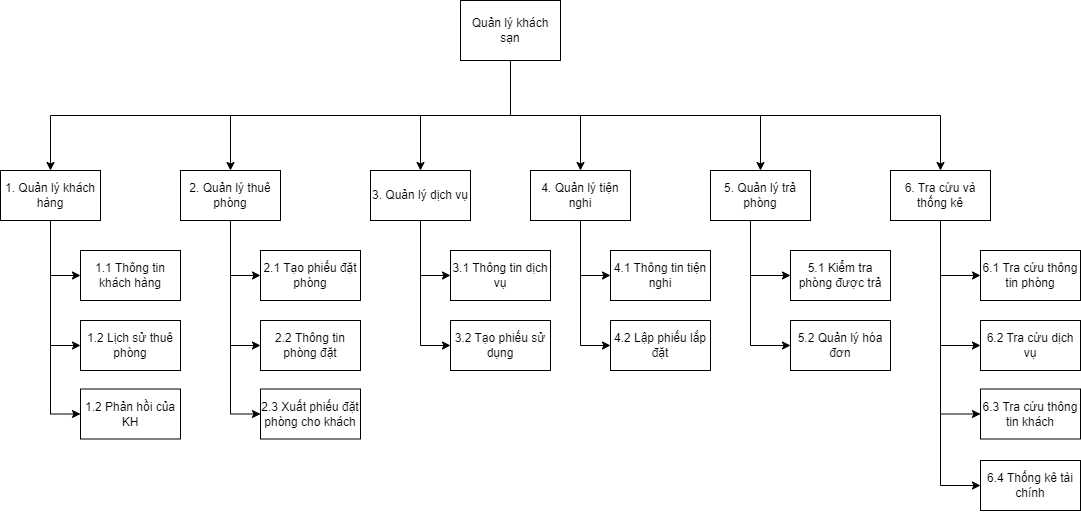 Quản lý khách
sạn
1. Quản lý khách
hàng
2. Quản lý thuê
phòng
3. Quản lý dịch vụ
4. Quản lý tiện
nghi
5. Quản lý trả
phòng
6. Tra cứu và
thống kê
1.1 Thông tin
khách hàng
1.2 Lịch sử thuê
phòng
1.2 Phản hồi của
KH
2.1 Tạo phiếu đặt
phòng
2.2 Thông tin
phòng đặt
2.3 Xuất phiếu đặt
phòng cho khách
3.1 Thông tin dịch
vụ
3.2 Tạo phiếu sử
dụng
4.1 Thông tin tiện
nghi
4.2 Lập phiếu lắp
đặt
5.1 Kiểm tra
phòng được trả
5.2 Quản lý hóa
đơn
6.1 Tra cứu thông
tin phòng
6.2 Tra cứu dịch
vụ
6.3 Tra cứu thông
tin khách
6.4 Thống kê tài
chính